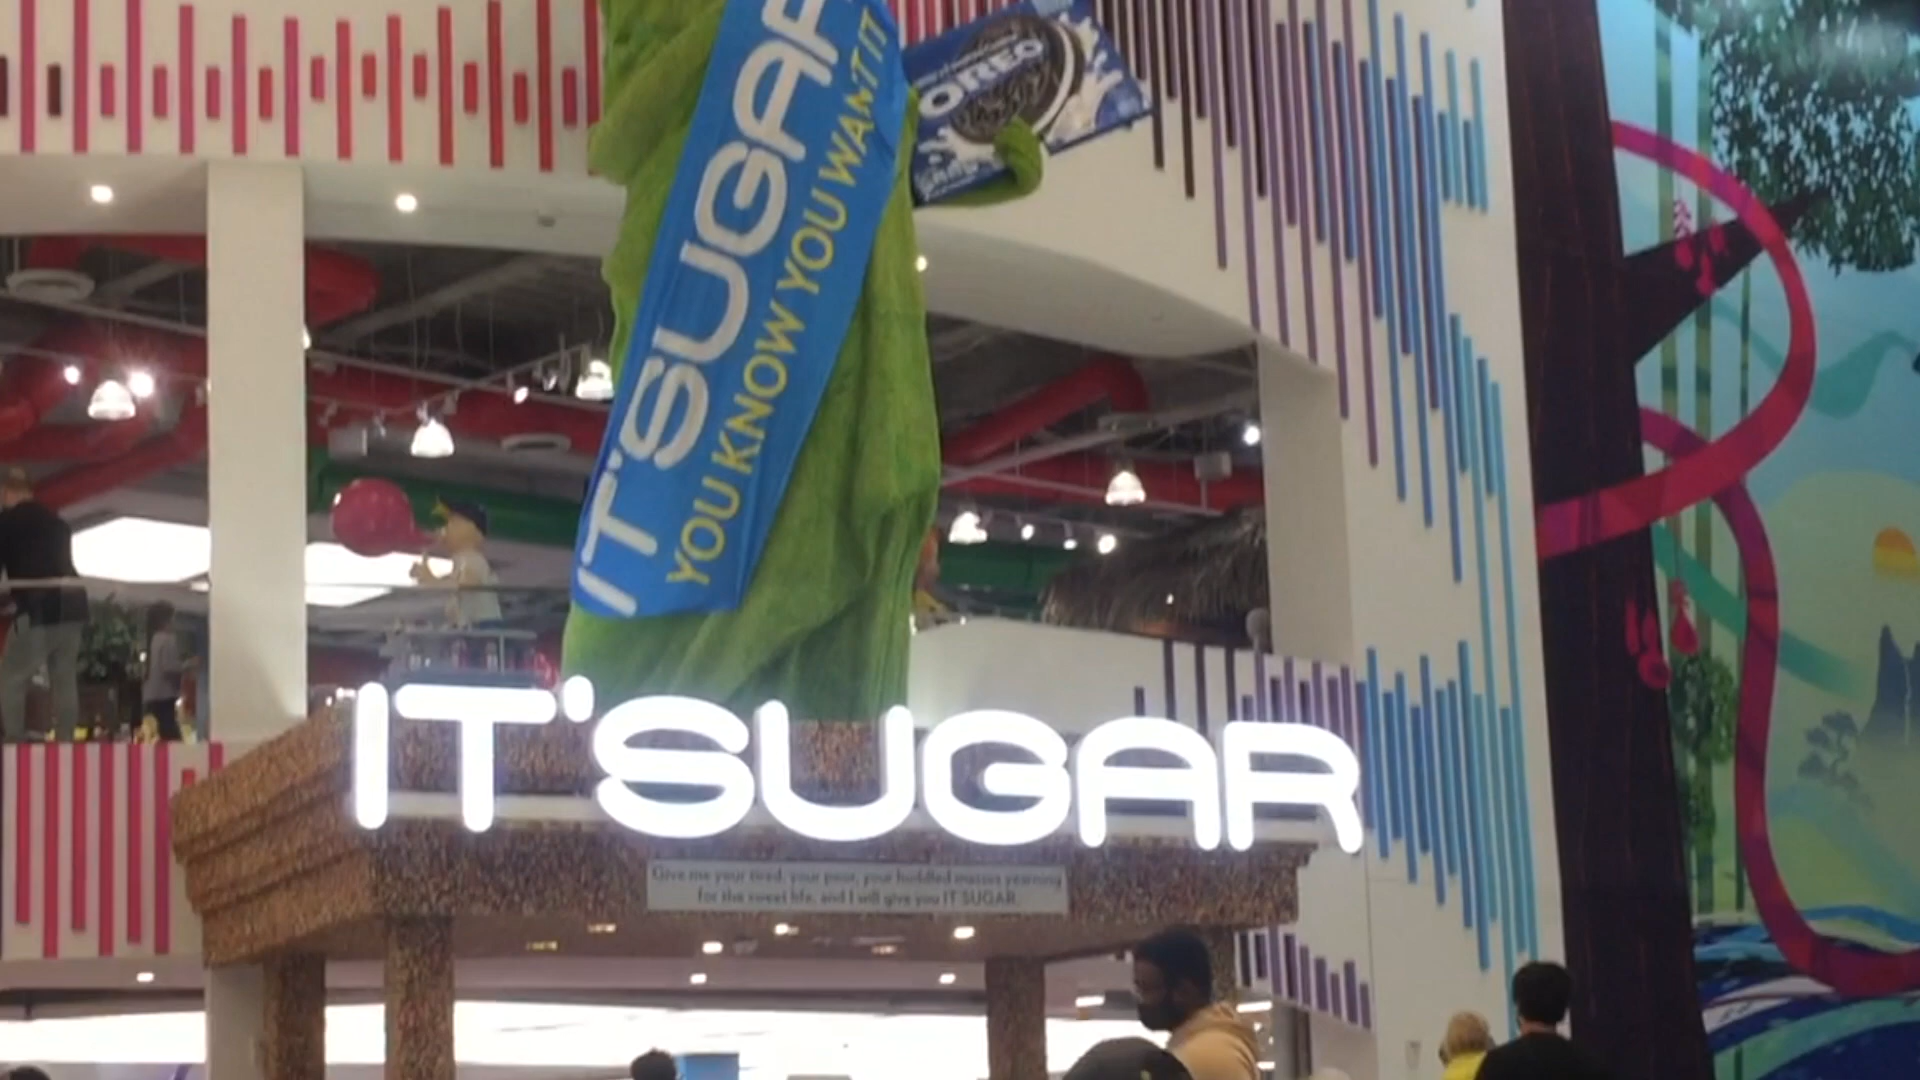 OREO
IT'SUGAR
YOU KNOW YOU WANT IT
IT'SUGAR
Give me your tired, your poor, your huddled masses yearning
for the sweet life, and I will give you IT'SUGAR.